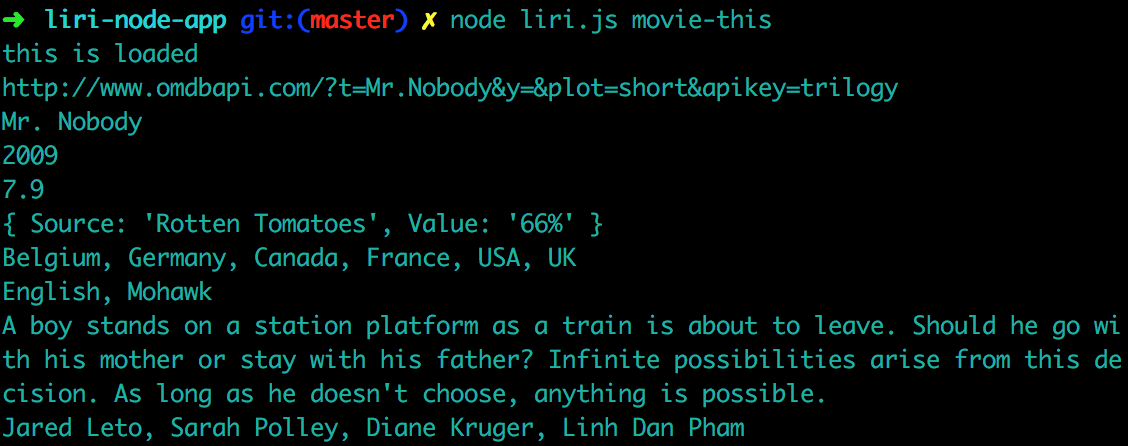 ➜ liri-node-app git:(master) ✗ node liri.js movie-this
this is loaded
http://www.omdbapi.com/?t=Mr.Nobody&y=&plot=short&apikey=trilogy
Mr. Nobody
2009
7.9
{ Source: 'Rotten Tomatoes', Value: '66%' }
Belgium, Germany, Canada, France, USA, UK
English, Mohawk
A boy stands on a station platform as a train is about to leave. Should he go wi
th his mother or stay with his father? Infinite possibilities arise from this de
cision. As long as he doesn't choose, anything is possible.
Jared Leto, Sarah Polley, Diane Kruger, Linh Dan Pham